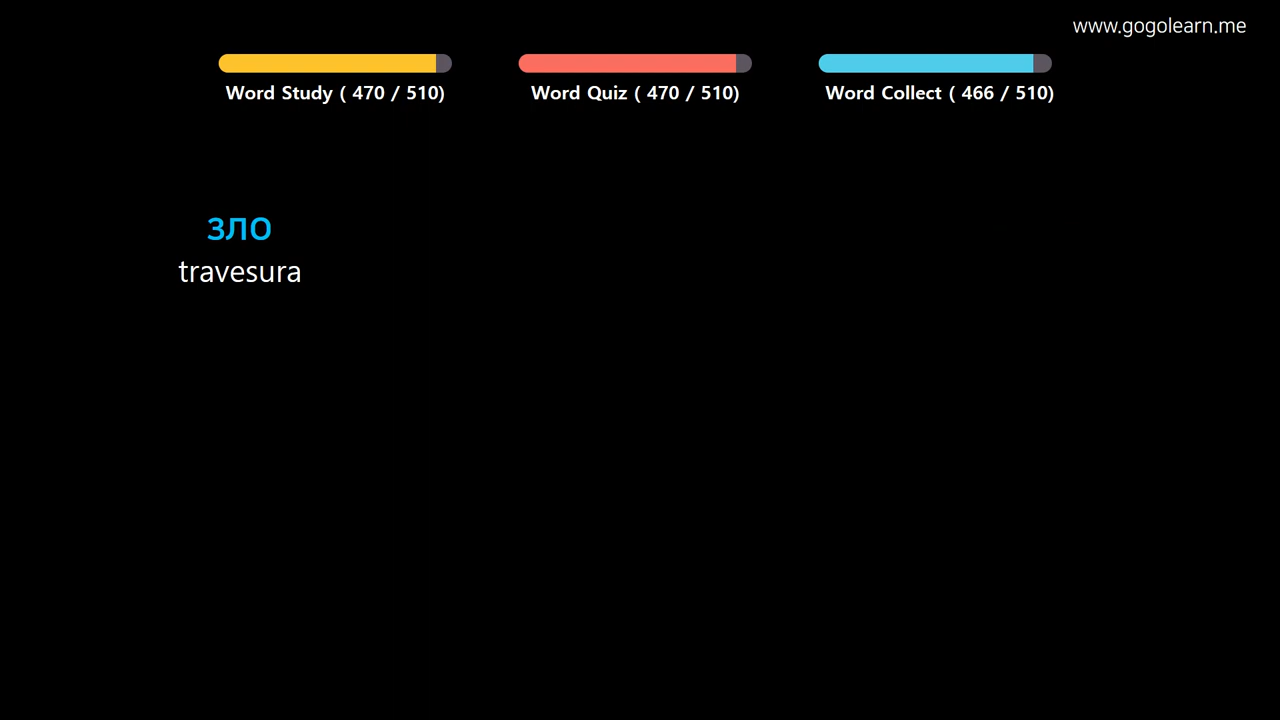 www.gogolearn.me
Word Study ( 470 / 510)
Word Quiz ( 470 / 510)
Word Collect ( 466 / 510)
зло
travesura